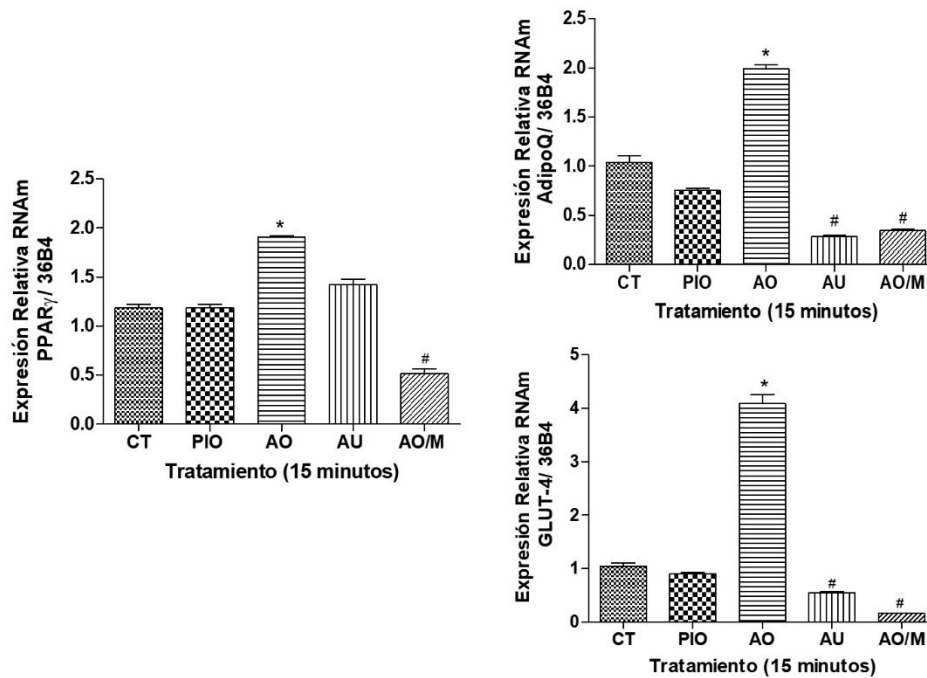 Expresión Relativa RNAm
PPARγ/ 36B4
2.5
2.0
1.5
1.0
0.5
0.0
*
#
CT PIO AO AU AO/M
Tratamiento (15 minutos)
Expresión Relativa RNAm
AdipoQ/ 36B4
2.5
2.0
1.5
1.0
0.5
0.0
*
# #
CT PIO AO AU AO/M
Tratamiento (15 minutos)
Expresión Relativa RNAm
GLUT-4/ 36B4
5
4
3
2
1
0
*
#
#
CT PIO AO AU AO/M
Tratamiento (15 minutos)